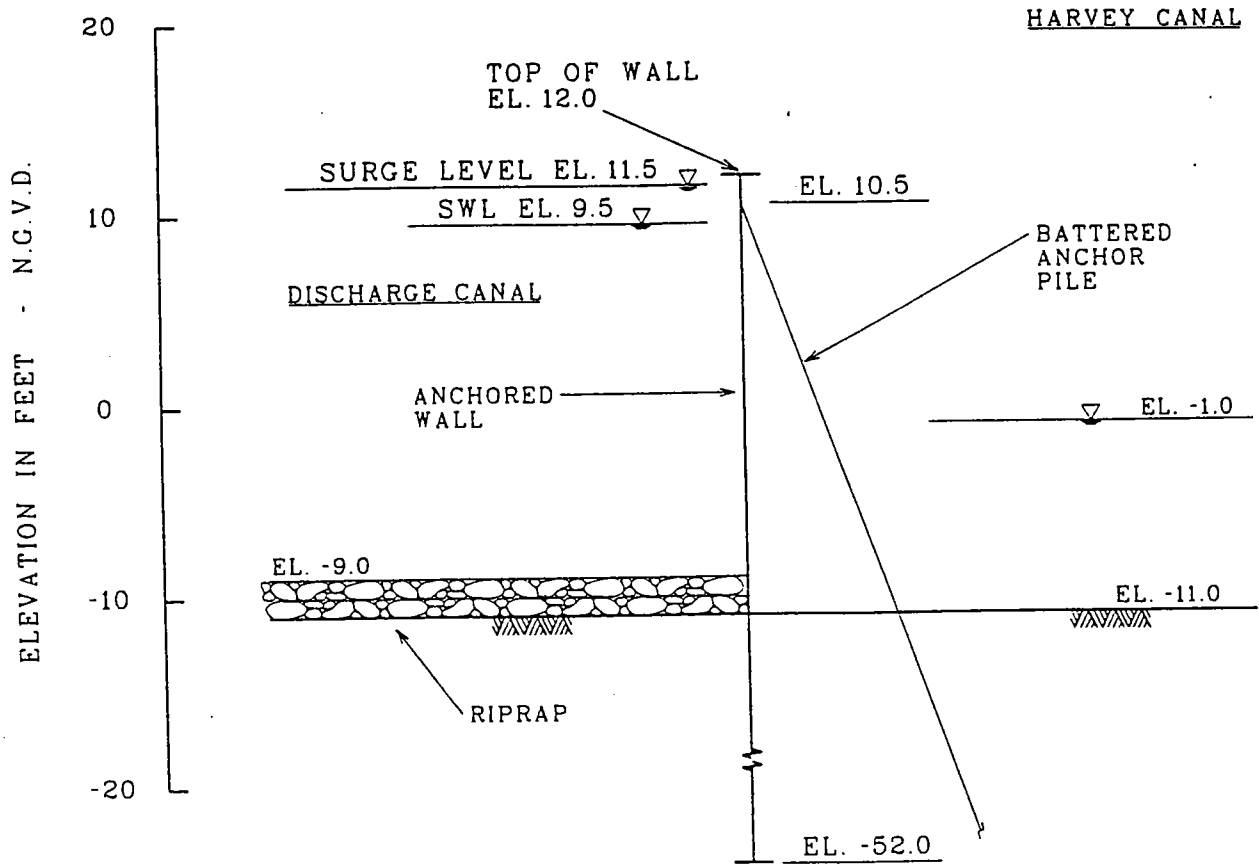 HARVEY CANAL
20
TOP OF WALL
EL. 12.0
SURGE LEVEL EL. 11.5
EL. 10.5
SWL EL. 9.5
10
BATTERED
ANCHOR
PILE
DISCHARGE CANAL
ELEVATION IN FEET - N.G.V.D.
ANCHORED
WALL
0
EL. -1.0
EL. -9.0
-10
EL. -11.0
RIPRAP
-20
EL. -52.0